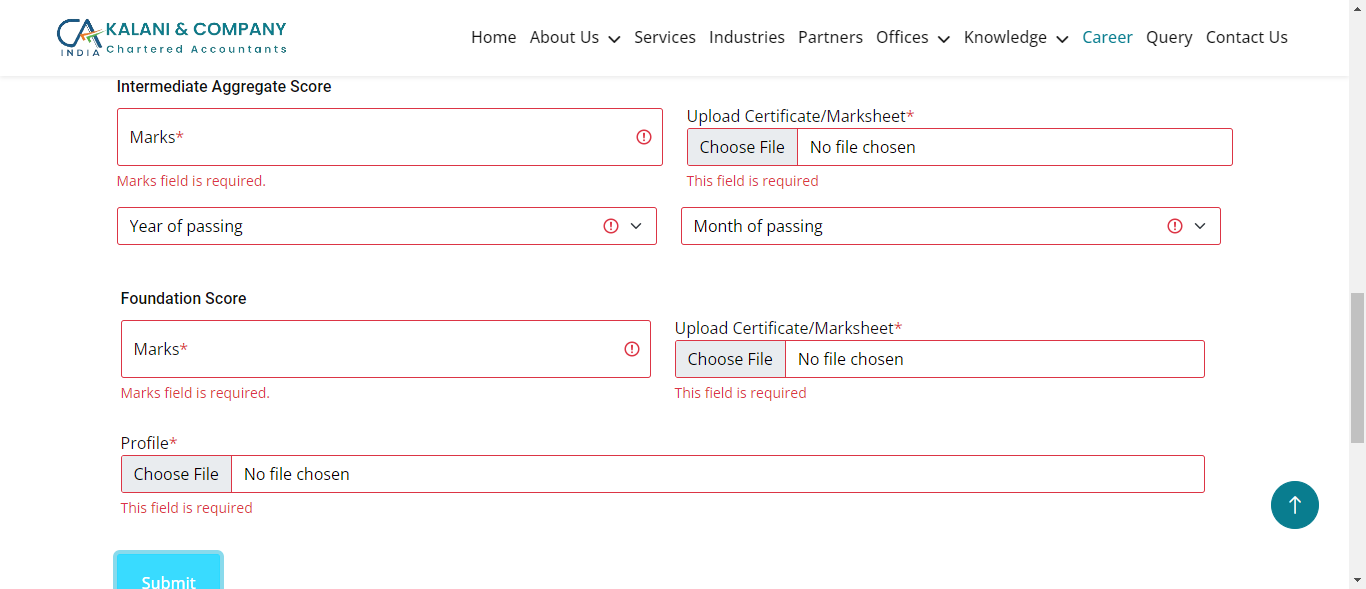 CA
INDIA
KALANI & COMPANY
Chartered Accountants
Home About Us Services Industries Partners Offices Knowledge Career Query Contact Us
Intermediate Aggregate Score
Marks*
Marks field is required.
Upload Certificate/Marksheet*
Choose File No file chosen
This field is required
Year of passing
Month of passing
Foundation Score
Marks*
Marks field is required.
Upload Certificate/Marksheet*
Choose File No file chosen
This field is required
Profile*
Choose File No file chosen
This field is required
Submit